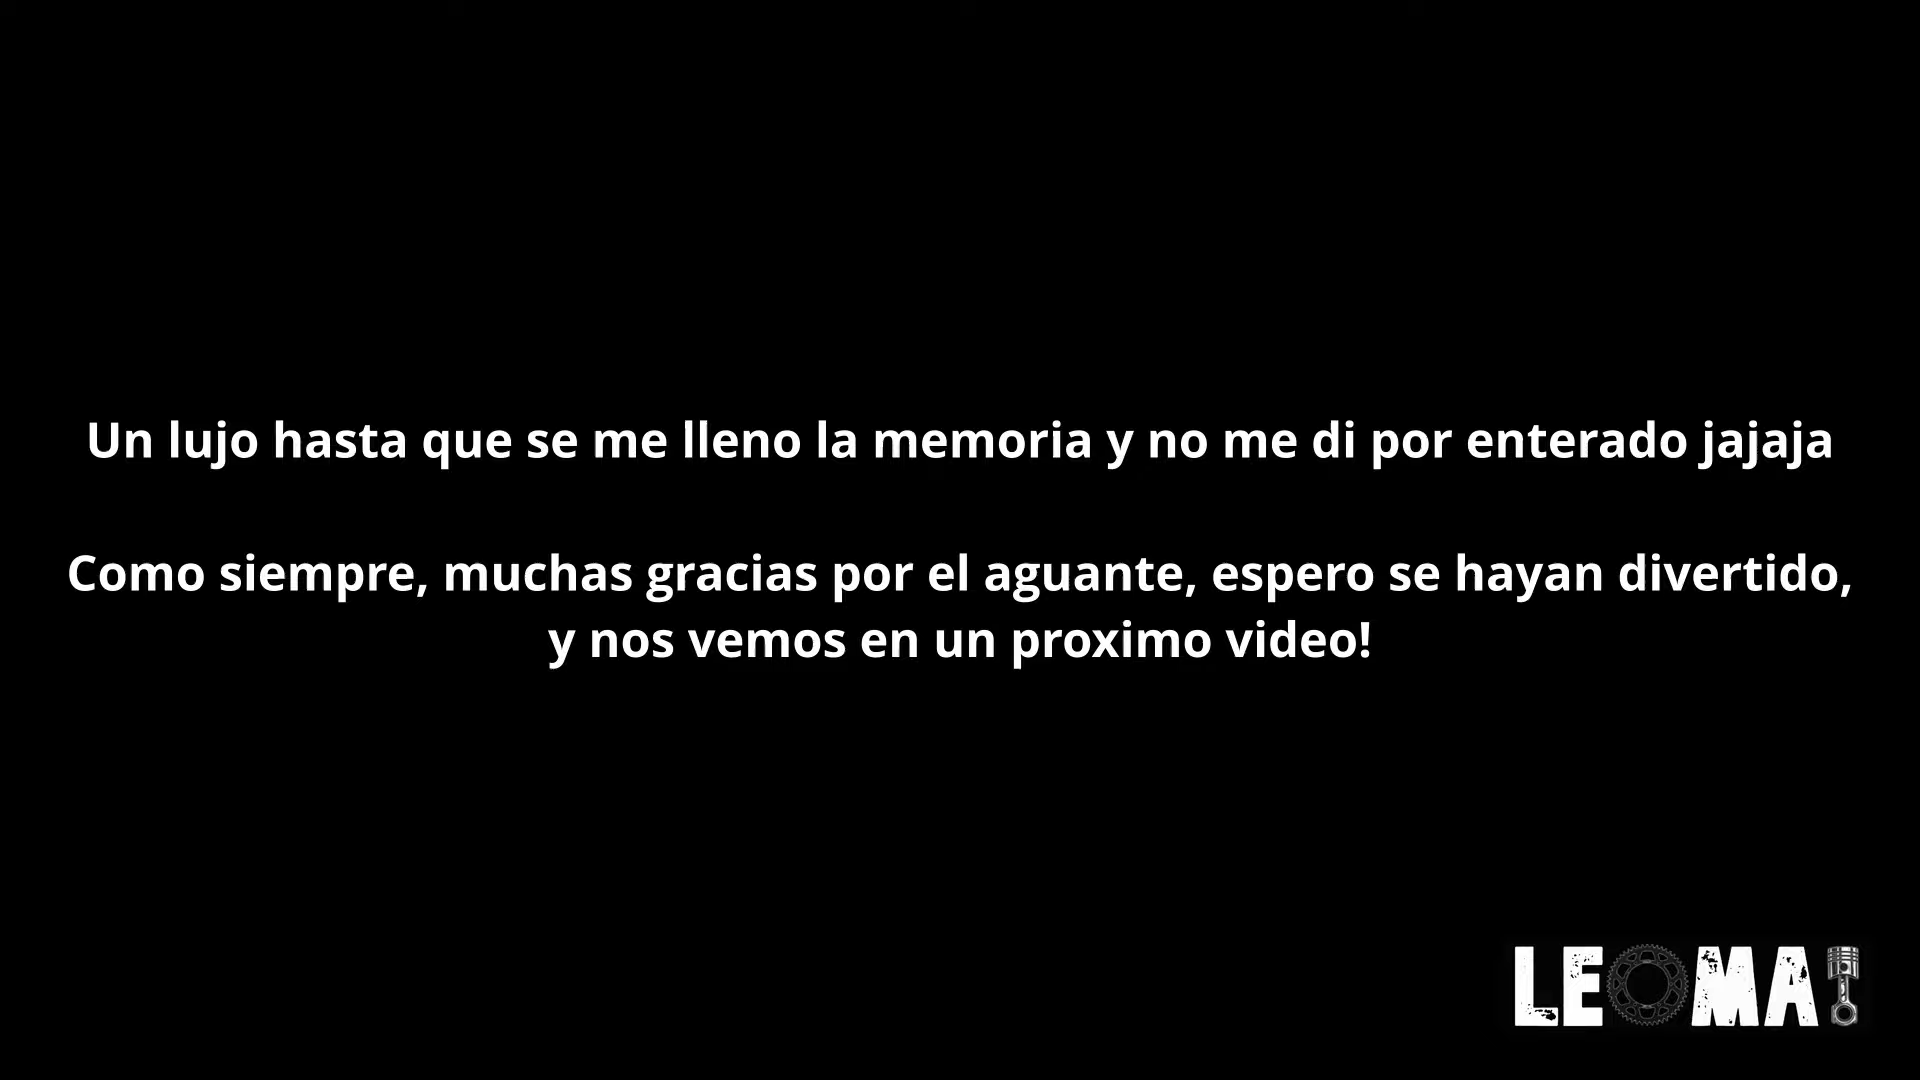 Un lujo hasta que se me lleno la memoria y no me di por enterado jajaja
Como siempre, muchas gracias por el aguante, espero se hayan divertido,
y nos vemos en un proximo video!
LEOMAI